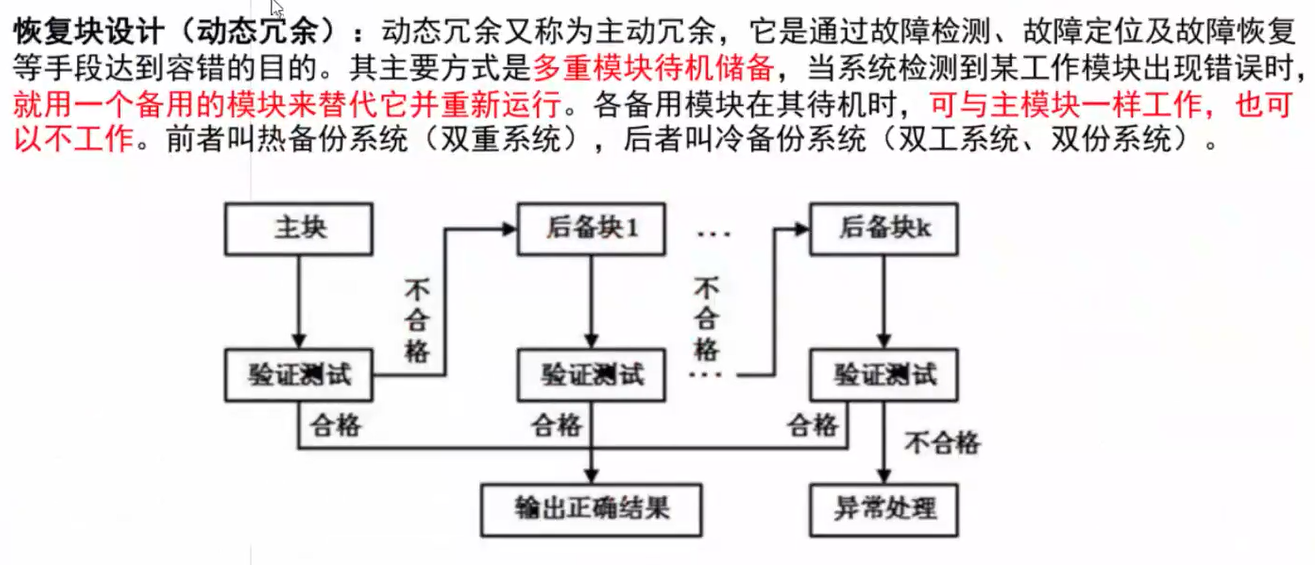 恢复块设计（动态冗余）：动态冗余又称为主动冗余，它是通过故障检测、故障定位及故障恢复
等手段达到容错的目的。其主要方式是多重模块待机储备，当系统检测到某工作模块出现错误时，
就用一个备用的模块来替代它并重新运行。各备用模块在其待机时，可与主模块一样工作，也可
以不工作。前者叫热备份系统（双重系统），后者叫冷备份系统（双工系统、双份系统）。
主块
后备块1
...
后备块k
不合格
不合格
验证测试
验证测试
...
验证测试
合格
合格
合格
不合格
输出正确结果
异常处理